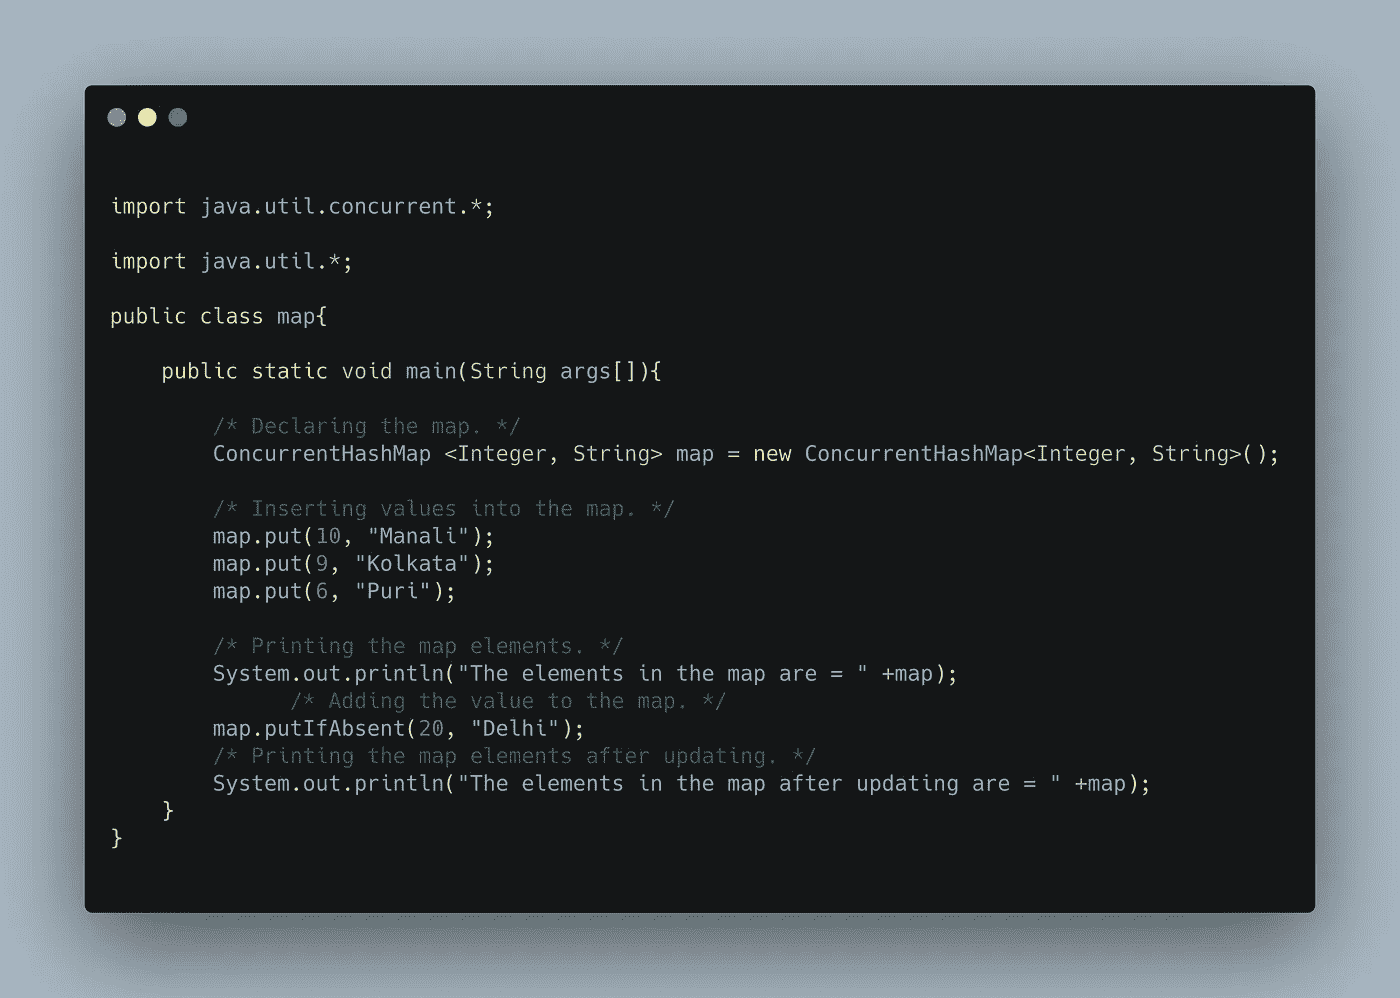 import java.util.concurrent.*;
import java.util.*;
public class map{
public static void main(String args[]){
/* Declaring the map. */
ConcurrentHashMap <Integer, String> map = new ConcurrentHashMap<Integer, String>();
/* Inserting values into the map. */
map.put(10, "Manali");
map.put(9, "Kolkata");
map.put(6, "Puri");
/* Printing the map elements. */
System.out.println("The elements in the map are = " +map);
/* Adding the value to the map. */
map.putIfAbsent(20, "Delhi");
/* Printing the map elements after updating. */
System.out.println("The elements in the map after updating are = " +map);
}
}